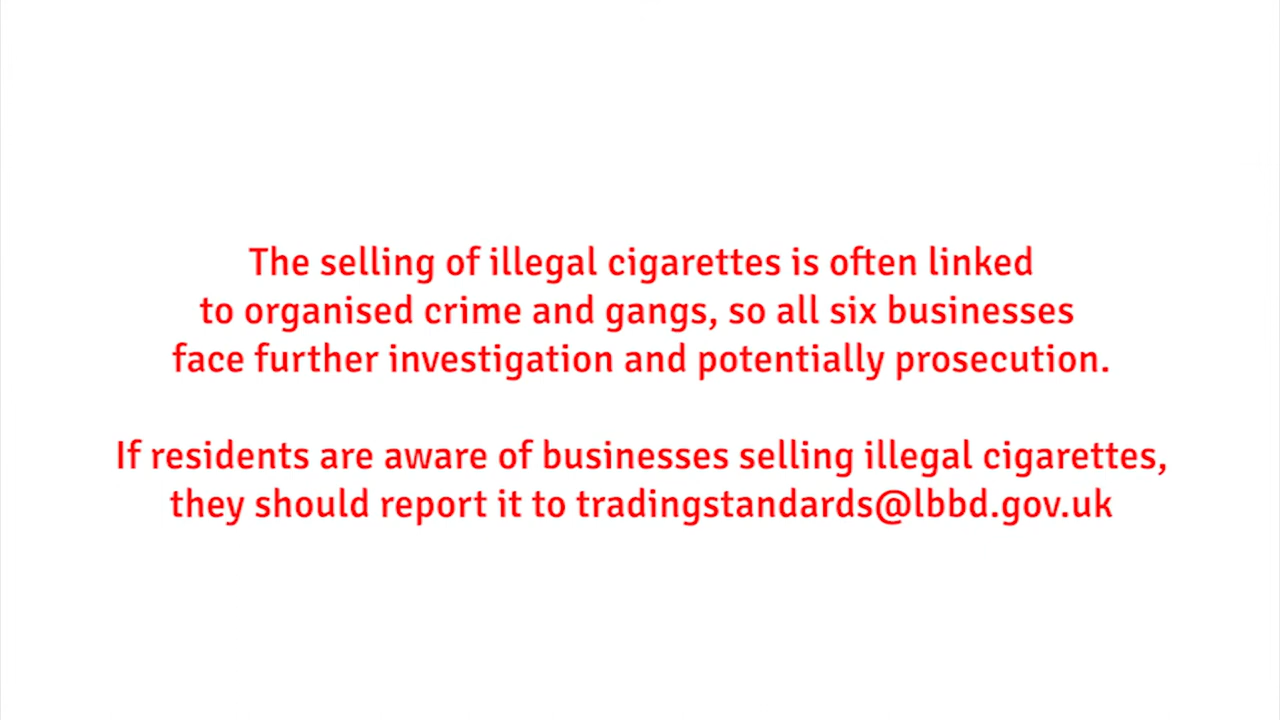 The selling of illegal cigarettes is often linked
to organised crime and gangs, so all six businesses
face further investigation and potentially prosecution.
If residents are aware of businesses selling illegal cigarettes,
they should report it to tradingstandards@lbbd.gov.uk